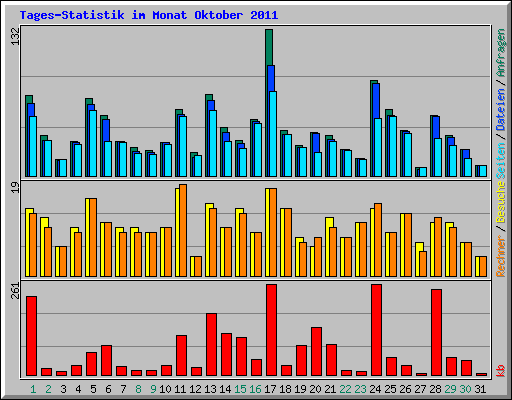 Tages-Statistik im Monat Oktober 2011
132
19
261
Rechner / Besuche Seiten / Dateien / Anfragen
kb
1 2 3 4 5 6 7 8 9 10 11 12 13 14 15 16 17 18 19 20 21 22 23 24 25 26 27 28 29 30 31